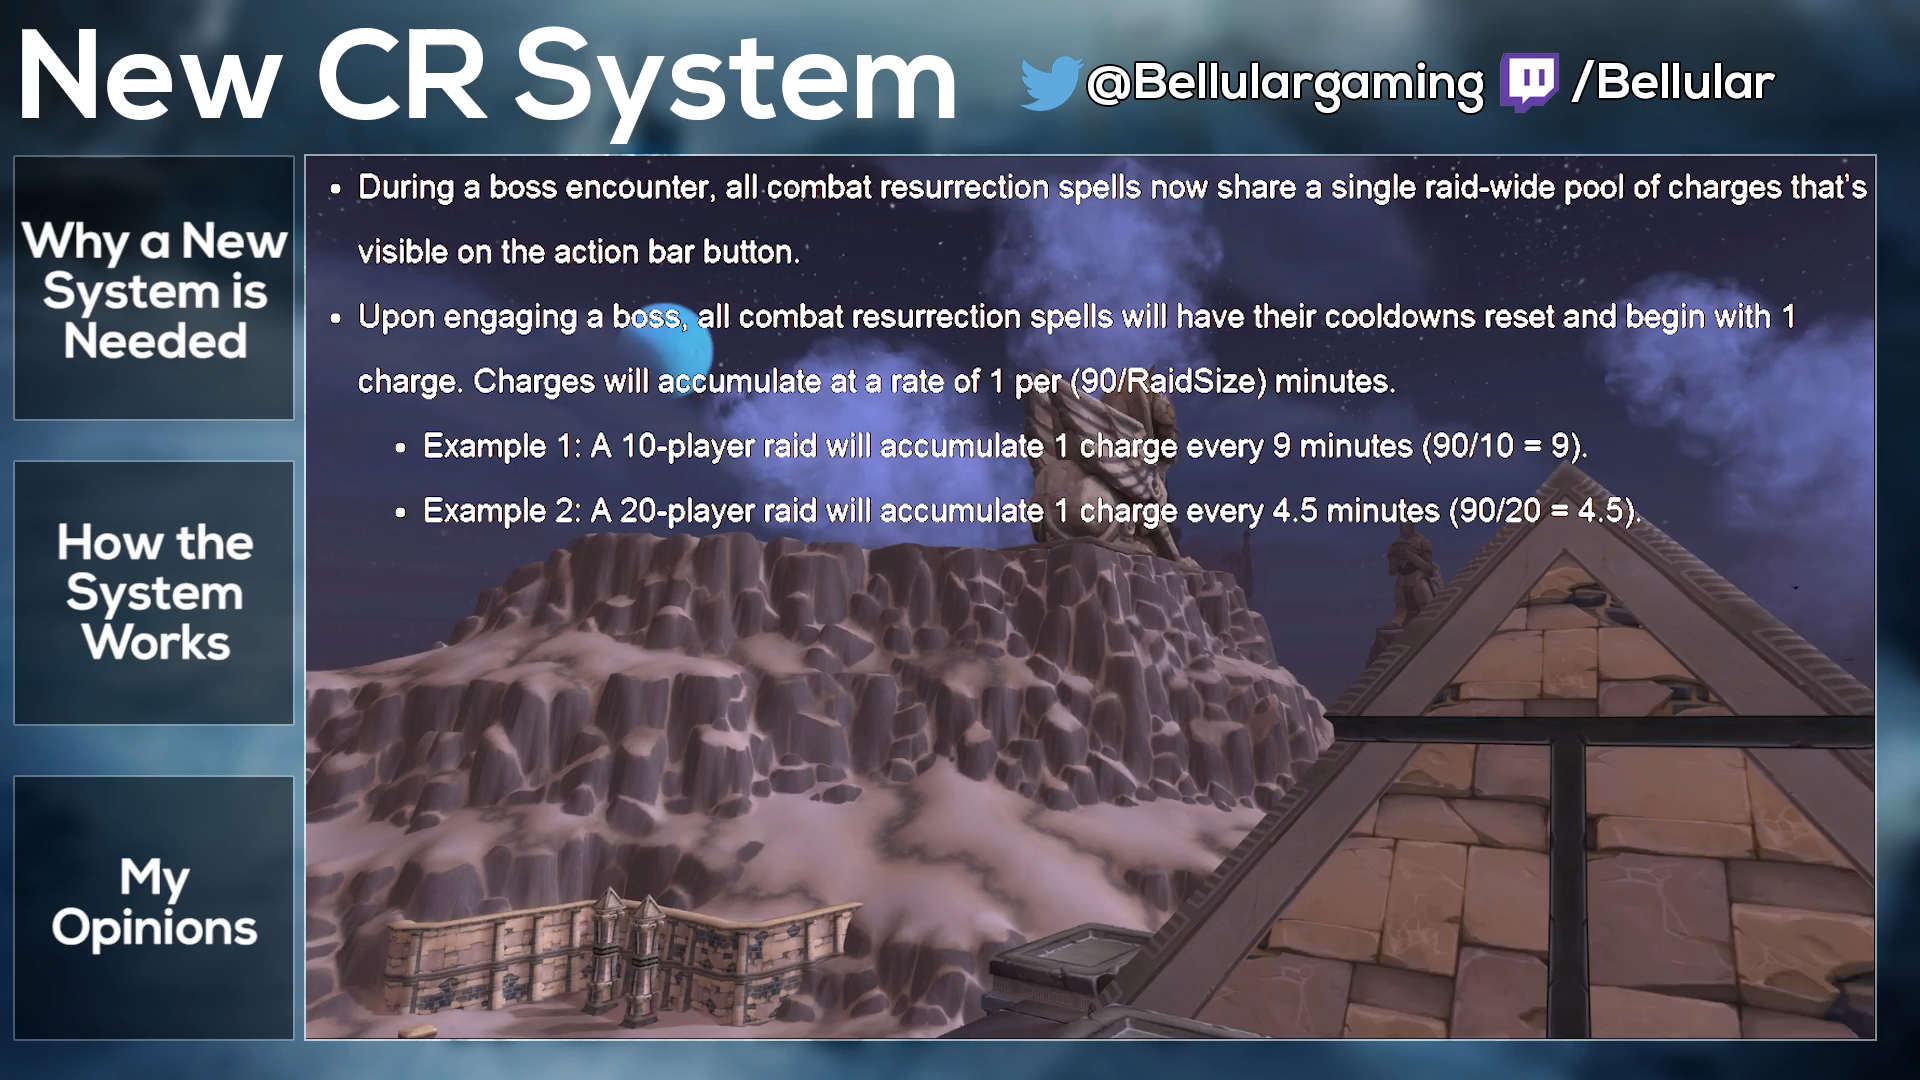 New CR System
@Bellulargaming /Bellular
Why a New
System is
Needed
How the
System
Works
My
Opinions
• During a boss encounter, all combat resurrection spells now share a single raid-wide pool of charges that's
visible on the action bar button.
• Upon engaging a boss, all combat resurrection spells will have their cooldowns reset and begin with 1
charge. Charges will accumulate at a rate of 1 per (90/RaidSize) minutes.
• Example 1: A 10-player raid will accumulate 1 charge every 9 minutes (90/10 = 9).
• Example 2: A 20-player raid will accumulate 1 charge every 4.5 minutes (90/20 = 4.5).